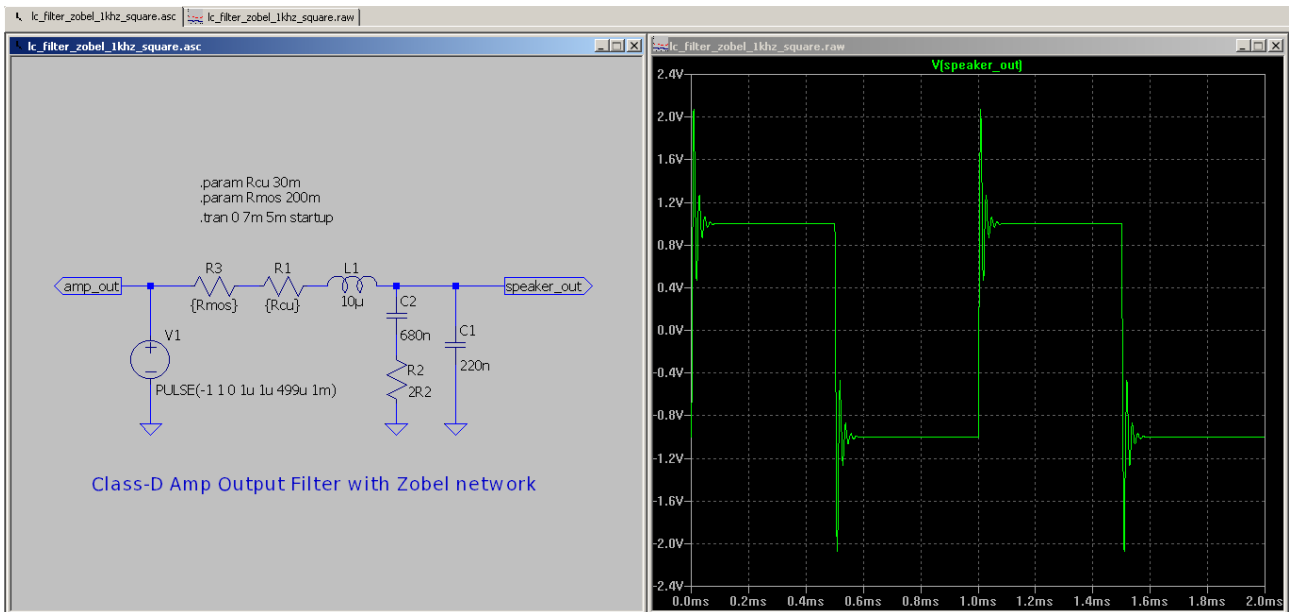 lc_filter_zobel_1khz_square.asc
lc_filter_zobel_1khz_square.raw
lc_filter_zobel_1khz_square.asc
.param Rcu 30m
.param Rmos 200m
.tran 0 7m 5m startup
amp_out
R3
{Rmos}
R1
{Rcu}
L1
10µ
speaker_out
C2
680n
C1
220n
V1
R2
2R2
PULSE(-1 1 0 1u 1u 499u 1m)
Class-D Amp Output Filter with Zobel network
lc_filter_zobel_1khz_square.raw
V(speaker_out)
2.4V
2.0V
1.6V
1.2V
0.8V
0.4V
0.0V
-0.4V
-0.8V
-1.2V
-1.6V
-2.0V
-2.4V
0.0ms 0.2ms 0.4ms 0.6ms 0.8ms 1.0ms 1.2ms 1.4ms 1.6ms 1.8ms 2.0ms